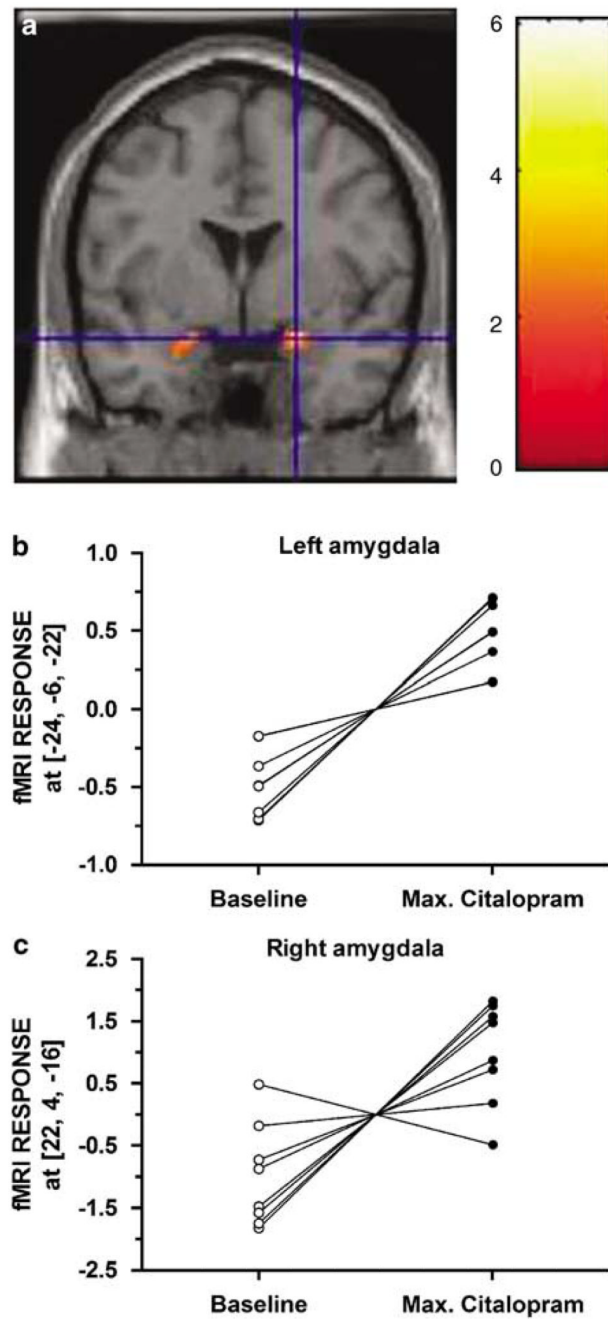 a
6
4
2
0
b
Left amygdala
fMRI RESPONSE
at [-24, -6, -22]
1.0
0.5
0.0
-0.5
-1.0
Baseline
Max. Citalopram
c
Right amygdala
fMRI RESPONSE
at [22, 4, -16]
2.5
1.5
0.5
-0.5
-1.5
-2.5
Baseline
Max. Citalopram